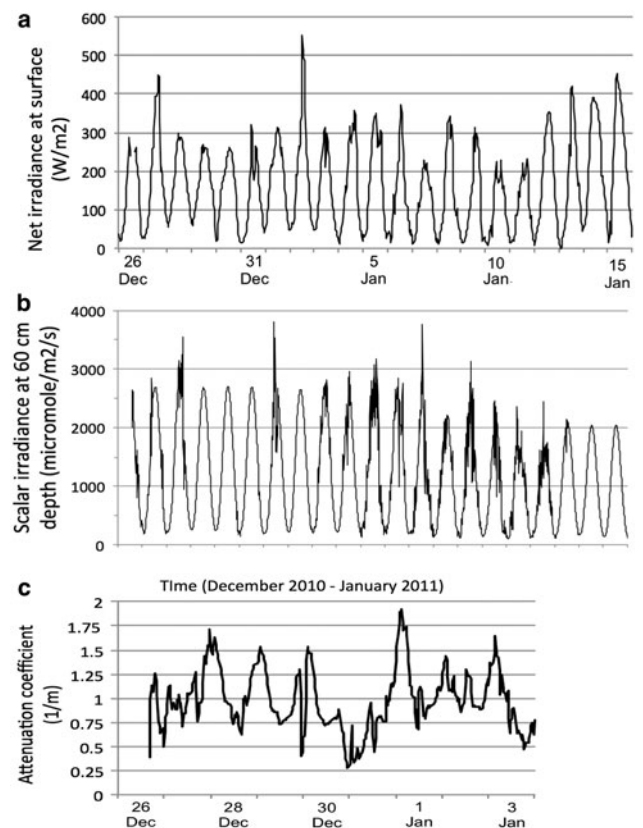 a
Net irradiance at surface
(W/m2)
600
500
400
300
200
100
0
26
Dec
31
Dec
5
Jan
10
Jan.
15
Jan
b
Scalar irradiance at 60 cm
depth (micromole/m2/s)
4000
3000
2000
1000
0
c
TIme (December 2010 - January 2011)
Attenuation coefficient
(1/m)
2
1.75
1.5
1.25
1
0.75
0.5
0.25
0
26
Dec
28
Dec
30
Dec
1
Jan
3
Jan